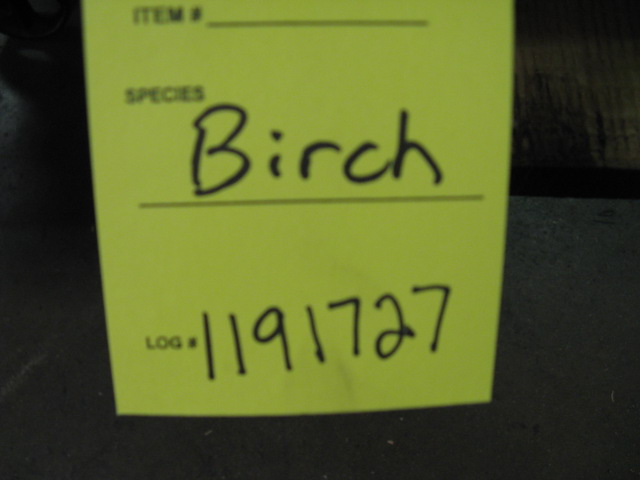 ITEM #
SPECIES
Birch
LOG # 1191727